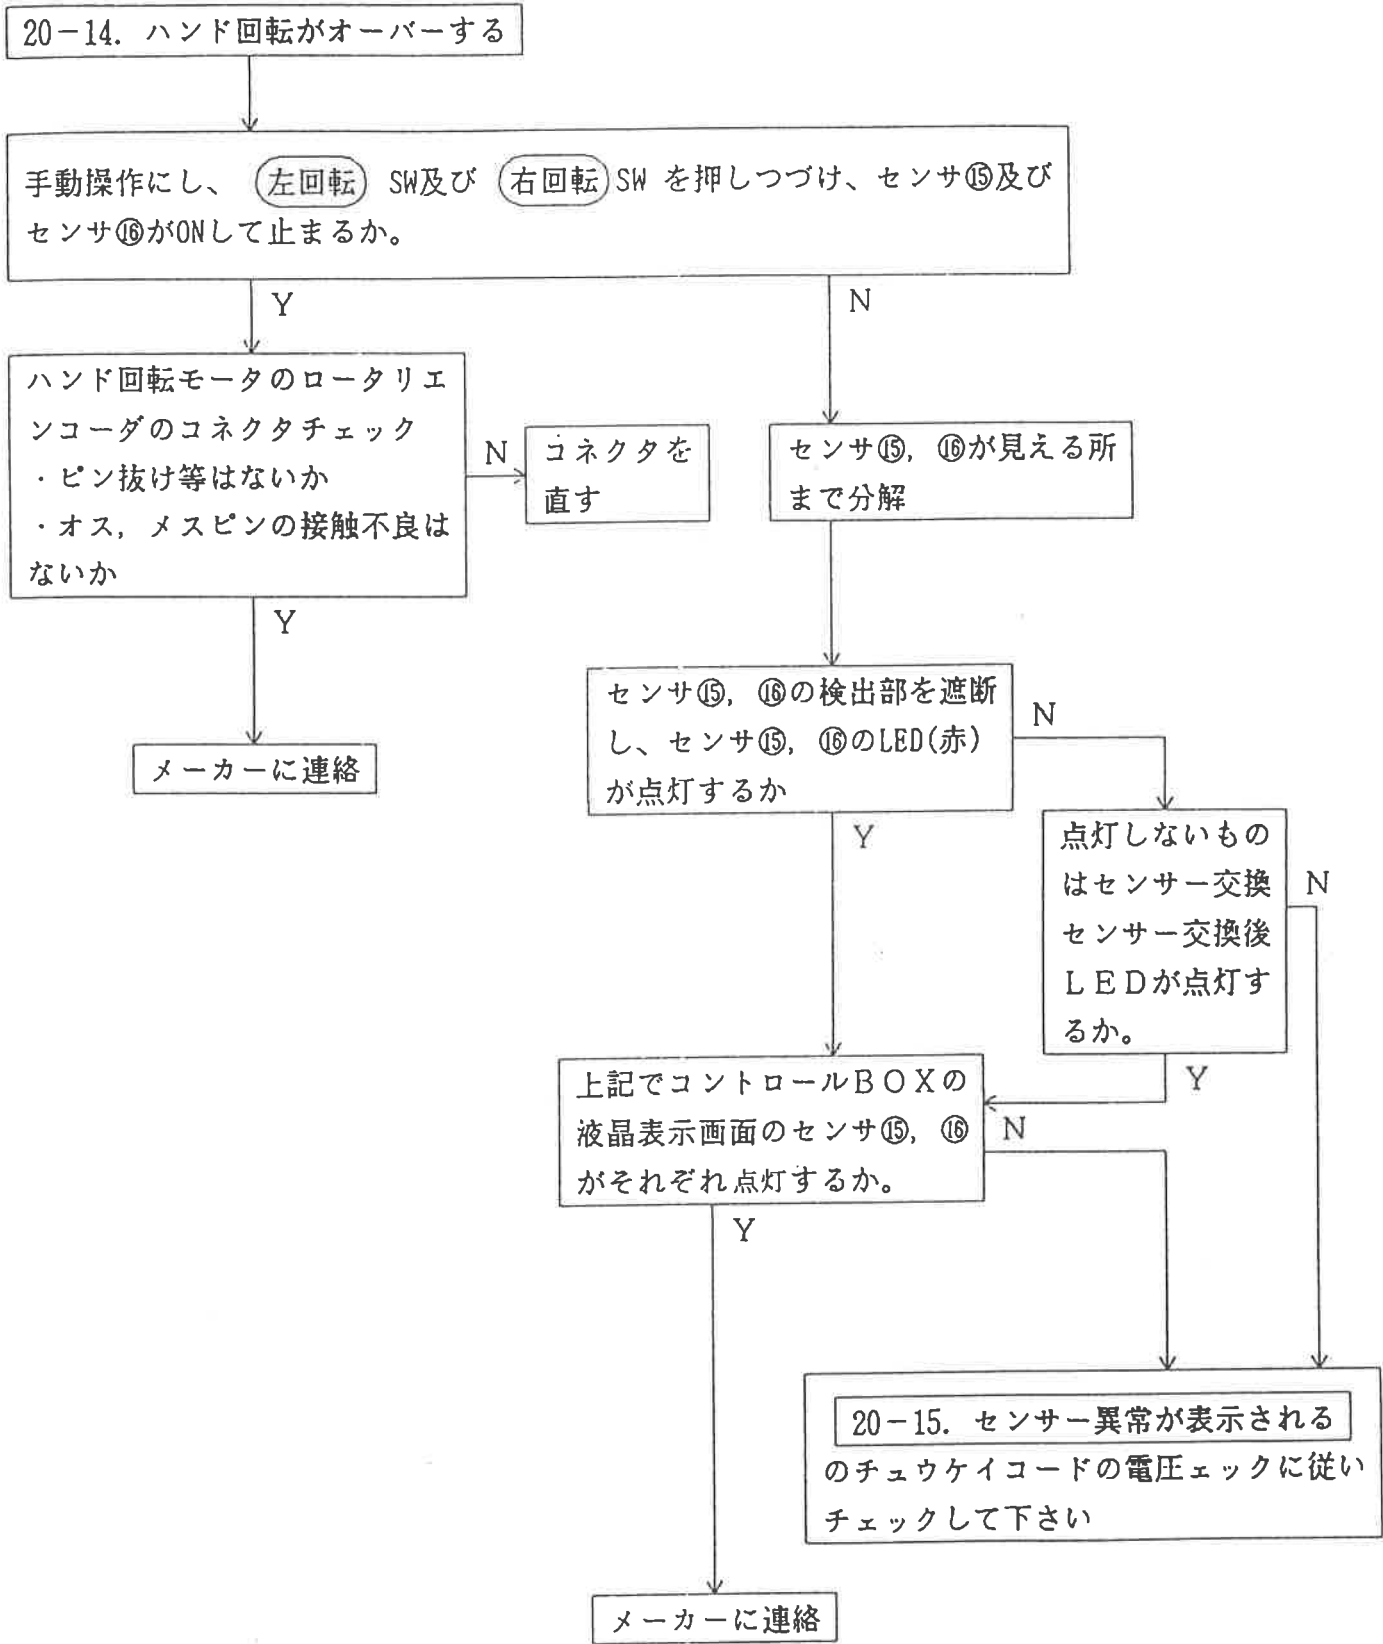 20－14．ハンド回転がオーバーする
手動操作にし、 左回転 SW及び 右回転 SW を押しつづけ、センサ⑮及び
センサ⑯がONして止まるか。
Y
N
ハンド回転モータのロータリエ
ンコーダのコネクタチェック
・ピン抜け等はないか
・オス，メスピンの接触不良は
ないか
N
コネクタを
直す
センサ⑮，⑯が見える所
まで分解
Y
メーカーに連絡
センサ⑮，⑯の検出部を遮断
し、センサ⑮，⑯のLED(赤)
が点灯するか
N
Y
点灯しないもの
はセンサー交換
センサー交換後
ＬＥＤが点灯す
るか。
N
Y
上記でコントロールＢＯＸの
液晶表示画面のセンサ⑮，⑯
がそれぞれ点灯するか。
N
Y
20－15．センサー異常が表示される
のチュウケイコードの電圧ェックに従い
チェックして下さい
メーカーに連絡